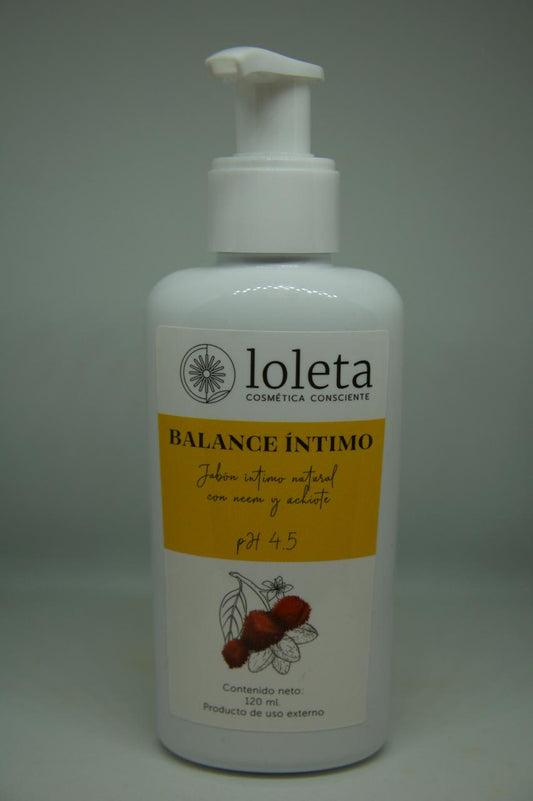 loleta
COSMÉTICA CONSCIENTE
BALANCE ÍNTIMO
Jabón íntimo natural
con neem y achiote
pH 4.5
Contenido neto:
120 ml.
Producto de uso externo